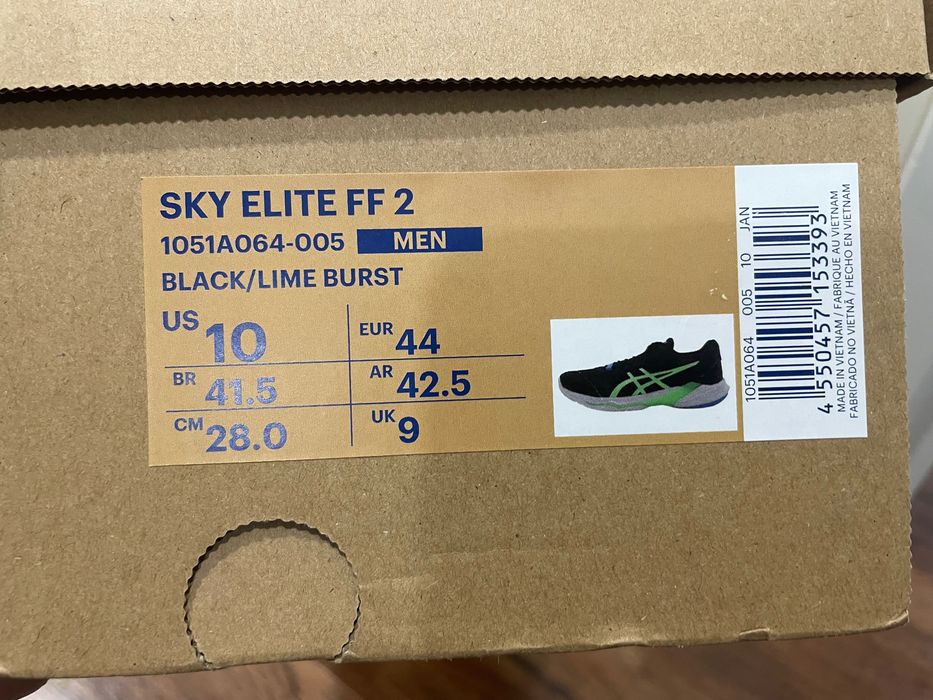 SKY ELITE FF 2
1051A064-005 MEN
BLACK/LIME BURST
US 10 EUR 44
BR 41.5 AR 42.5
CM 28.0 UK 9
1051A064 005 10 JAN
4 550457 153393
MADE IN VIETNAM / FABRIQUE AU VIETNAM
FABRICADO NO VIETNÃ / HECHO EN VIETNAM